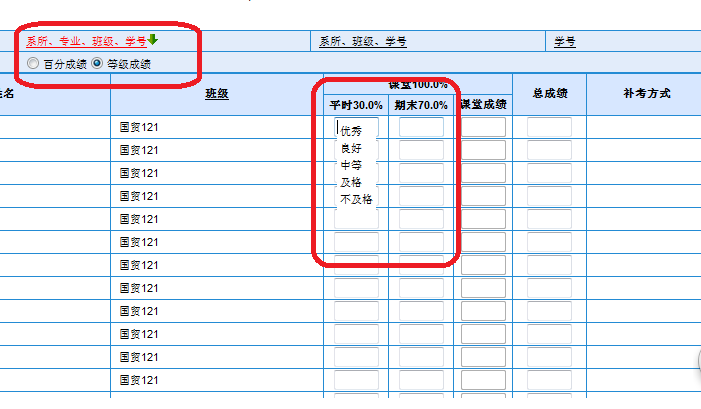 系所、专业、班级、学号 系所、班级、学号 学号
百分成绩 等级成绩
性名 班级 课堂100.0% 总成绩 补考方式
平时30.0% 期末70.0% 课堂成绩
国贸121
优秀
良好
中等
及格
不及格
国贸121
国贸121
国贸121
国贸121
国贸121
国贸121
国贸121
国贸121
国贸121
国贸121
国贸121